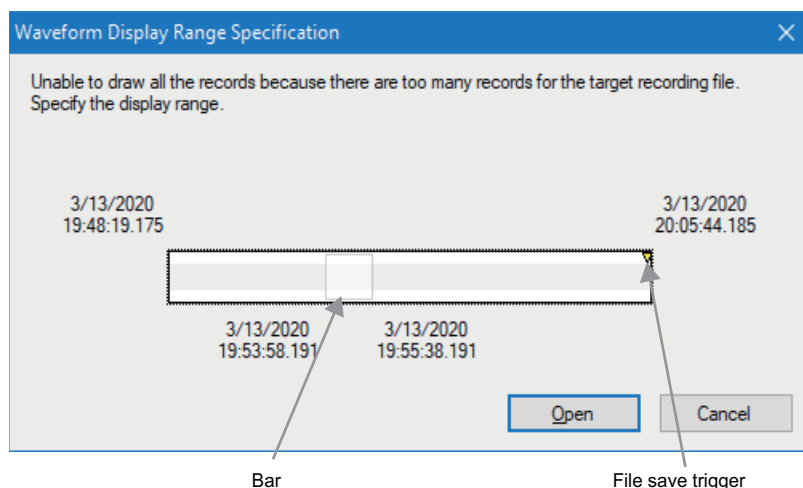 Waveform Display Range Specification
Unable to draw all the records because there are too many records for the target recording file.
Specify the display range.
3/13/2020
19:48:19.175
3/13/2020
20:05:44.185
3/13/2020
19:53:58.191
3/13/2020
19:55:38.191
Open
Cancel
Bar
File save trigger